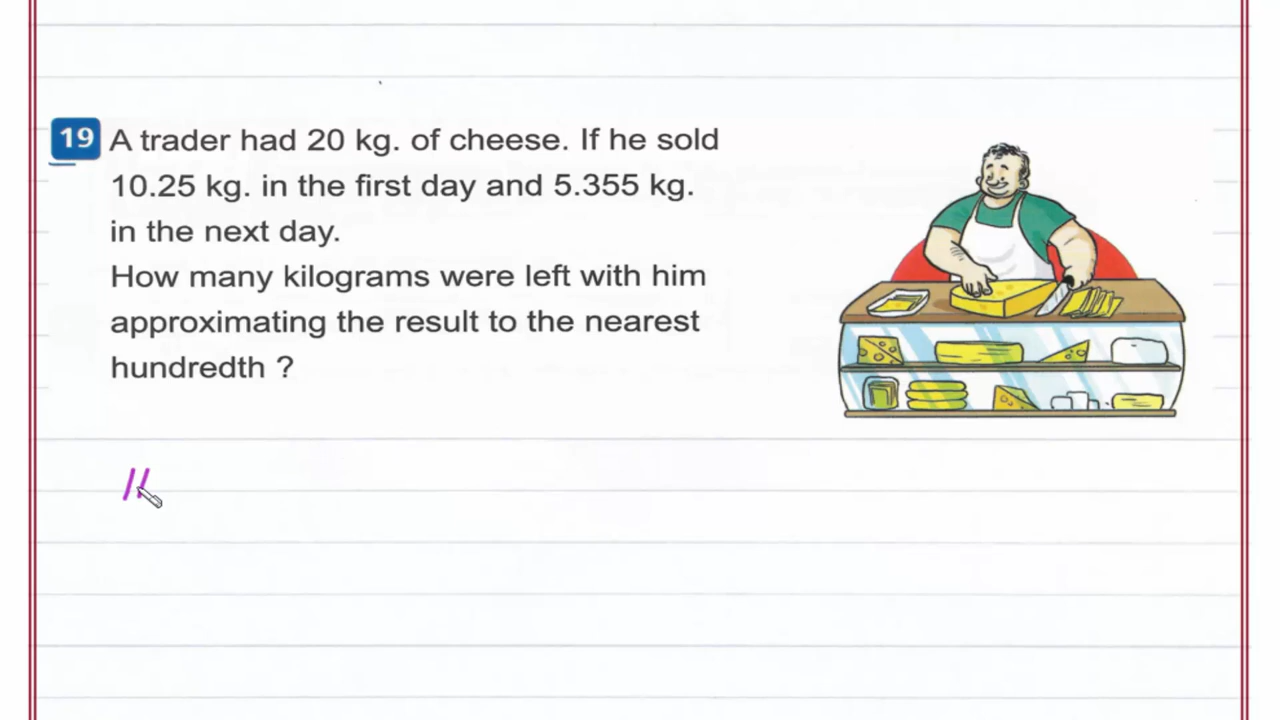 19 A trader had 20 kg. of cheese. If he sold
10.25 kg. in the first day and 5.355 kg.
in the next day.
How many kilograms were left with him
approximating the result to the nearest
hundredth ?